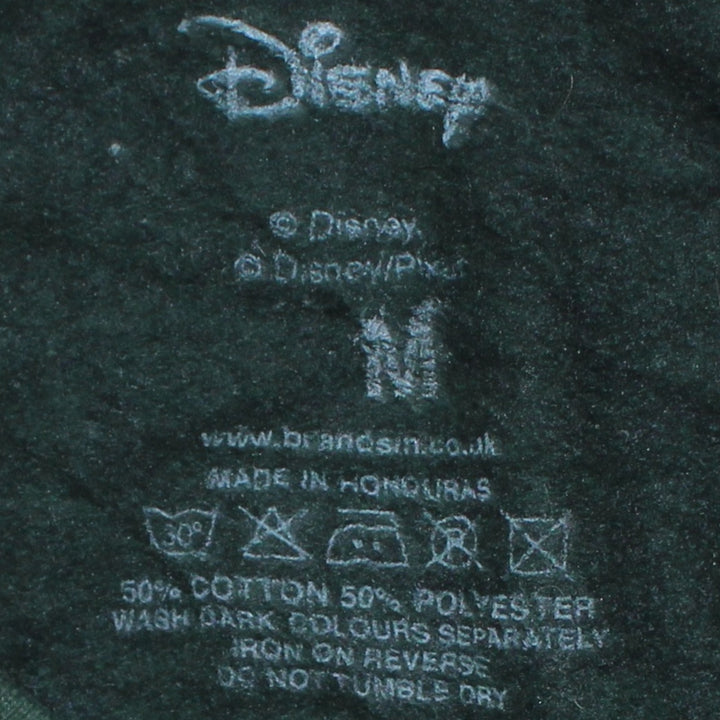 Disney
© Disney
© Disney/Pixar
M
www.brandsin.co.uk
MADE IN HONDURAS
30°
50% COTTON 50% POLYESTER
WASH DARK COLOURS SEPARATELY
IRON ON REVERSE
DO NOT TUMBLE DRY